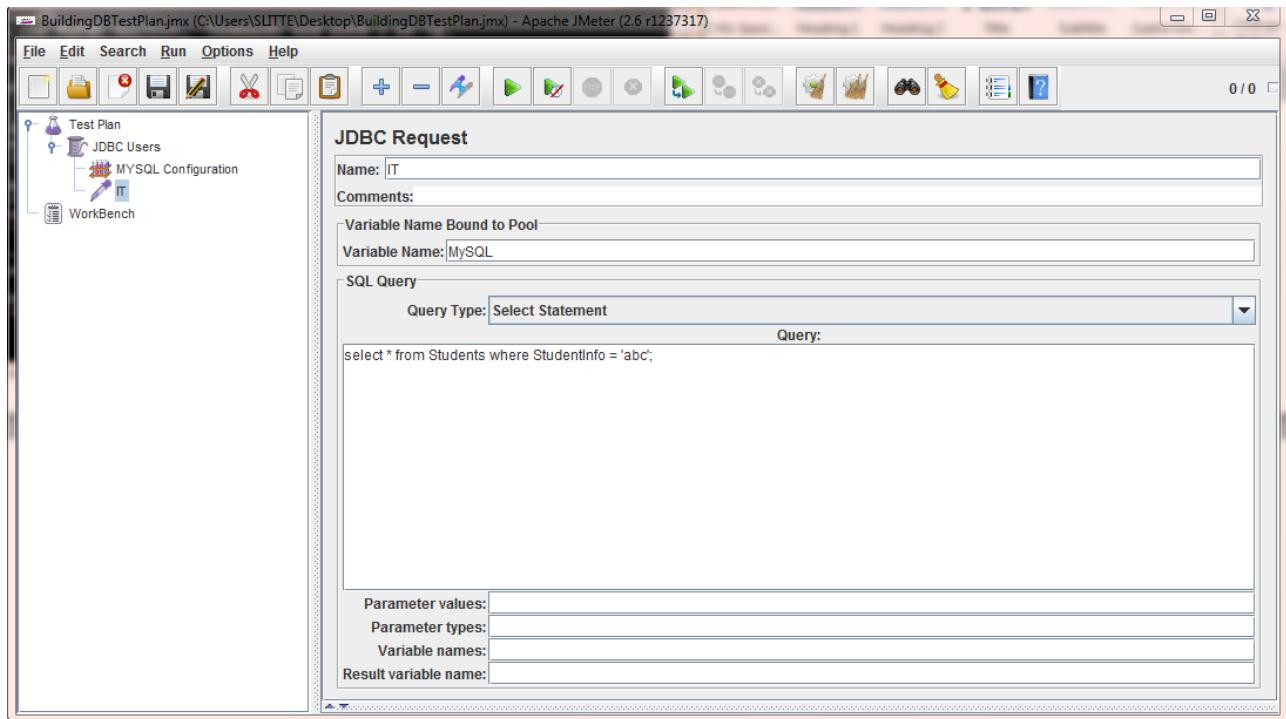 BuildingDBTestPlan.jmx (C:\Users\SLITTE\Desktop\BuildingDBTestPlan.jmx) - Apache JMeter (2.6 r1237317)
File Edit Search Run Options Help
0 / 0
Test Plan
JDBC Users
MYSQL Configuration
IT
WorkBench
JDBC Request
Name: IT
Comments:
Variable Name Bound to Pool
Variable Name: MySQL
SQL Query
Query Type: Select Statement
Query:
select * from Students where StudentInfo = 'abc';
Parameter values:
Parameter types:
Variable names:
Result variable name: